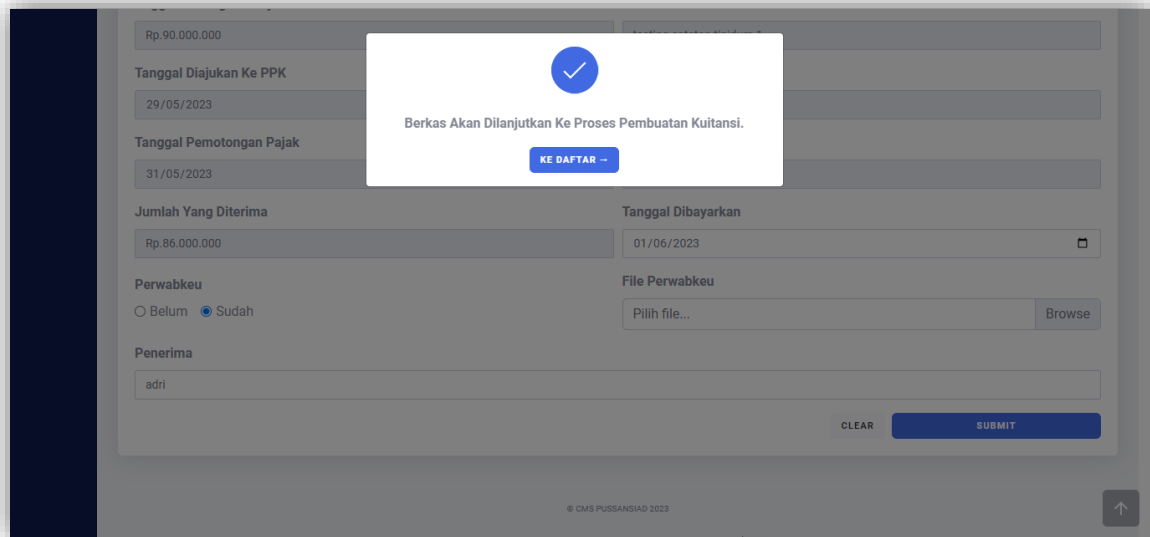 Rp.90.000.000
Berkas Akan Dilanjutkan Ke Proses Pembuatan Kuitansi.
KE DAFTAR →
Tanggal Diajukan Ke PPK
29/05/2023
Tanggal Pemotongan Pajak
31/05/2023
Jumlah Yang Diterima Tanggal Dibayarkan
Rp.86.000.000 01/06/2023
Perwabkeu File Perwabkeu
Belum Sudah Pilih file... Browse
Penerima
adri
CLEAR SUBMIT
© CMS PUSSANSIAD 2023